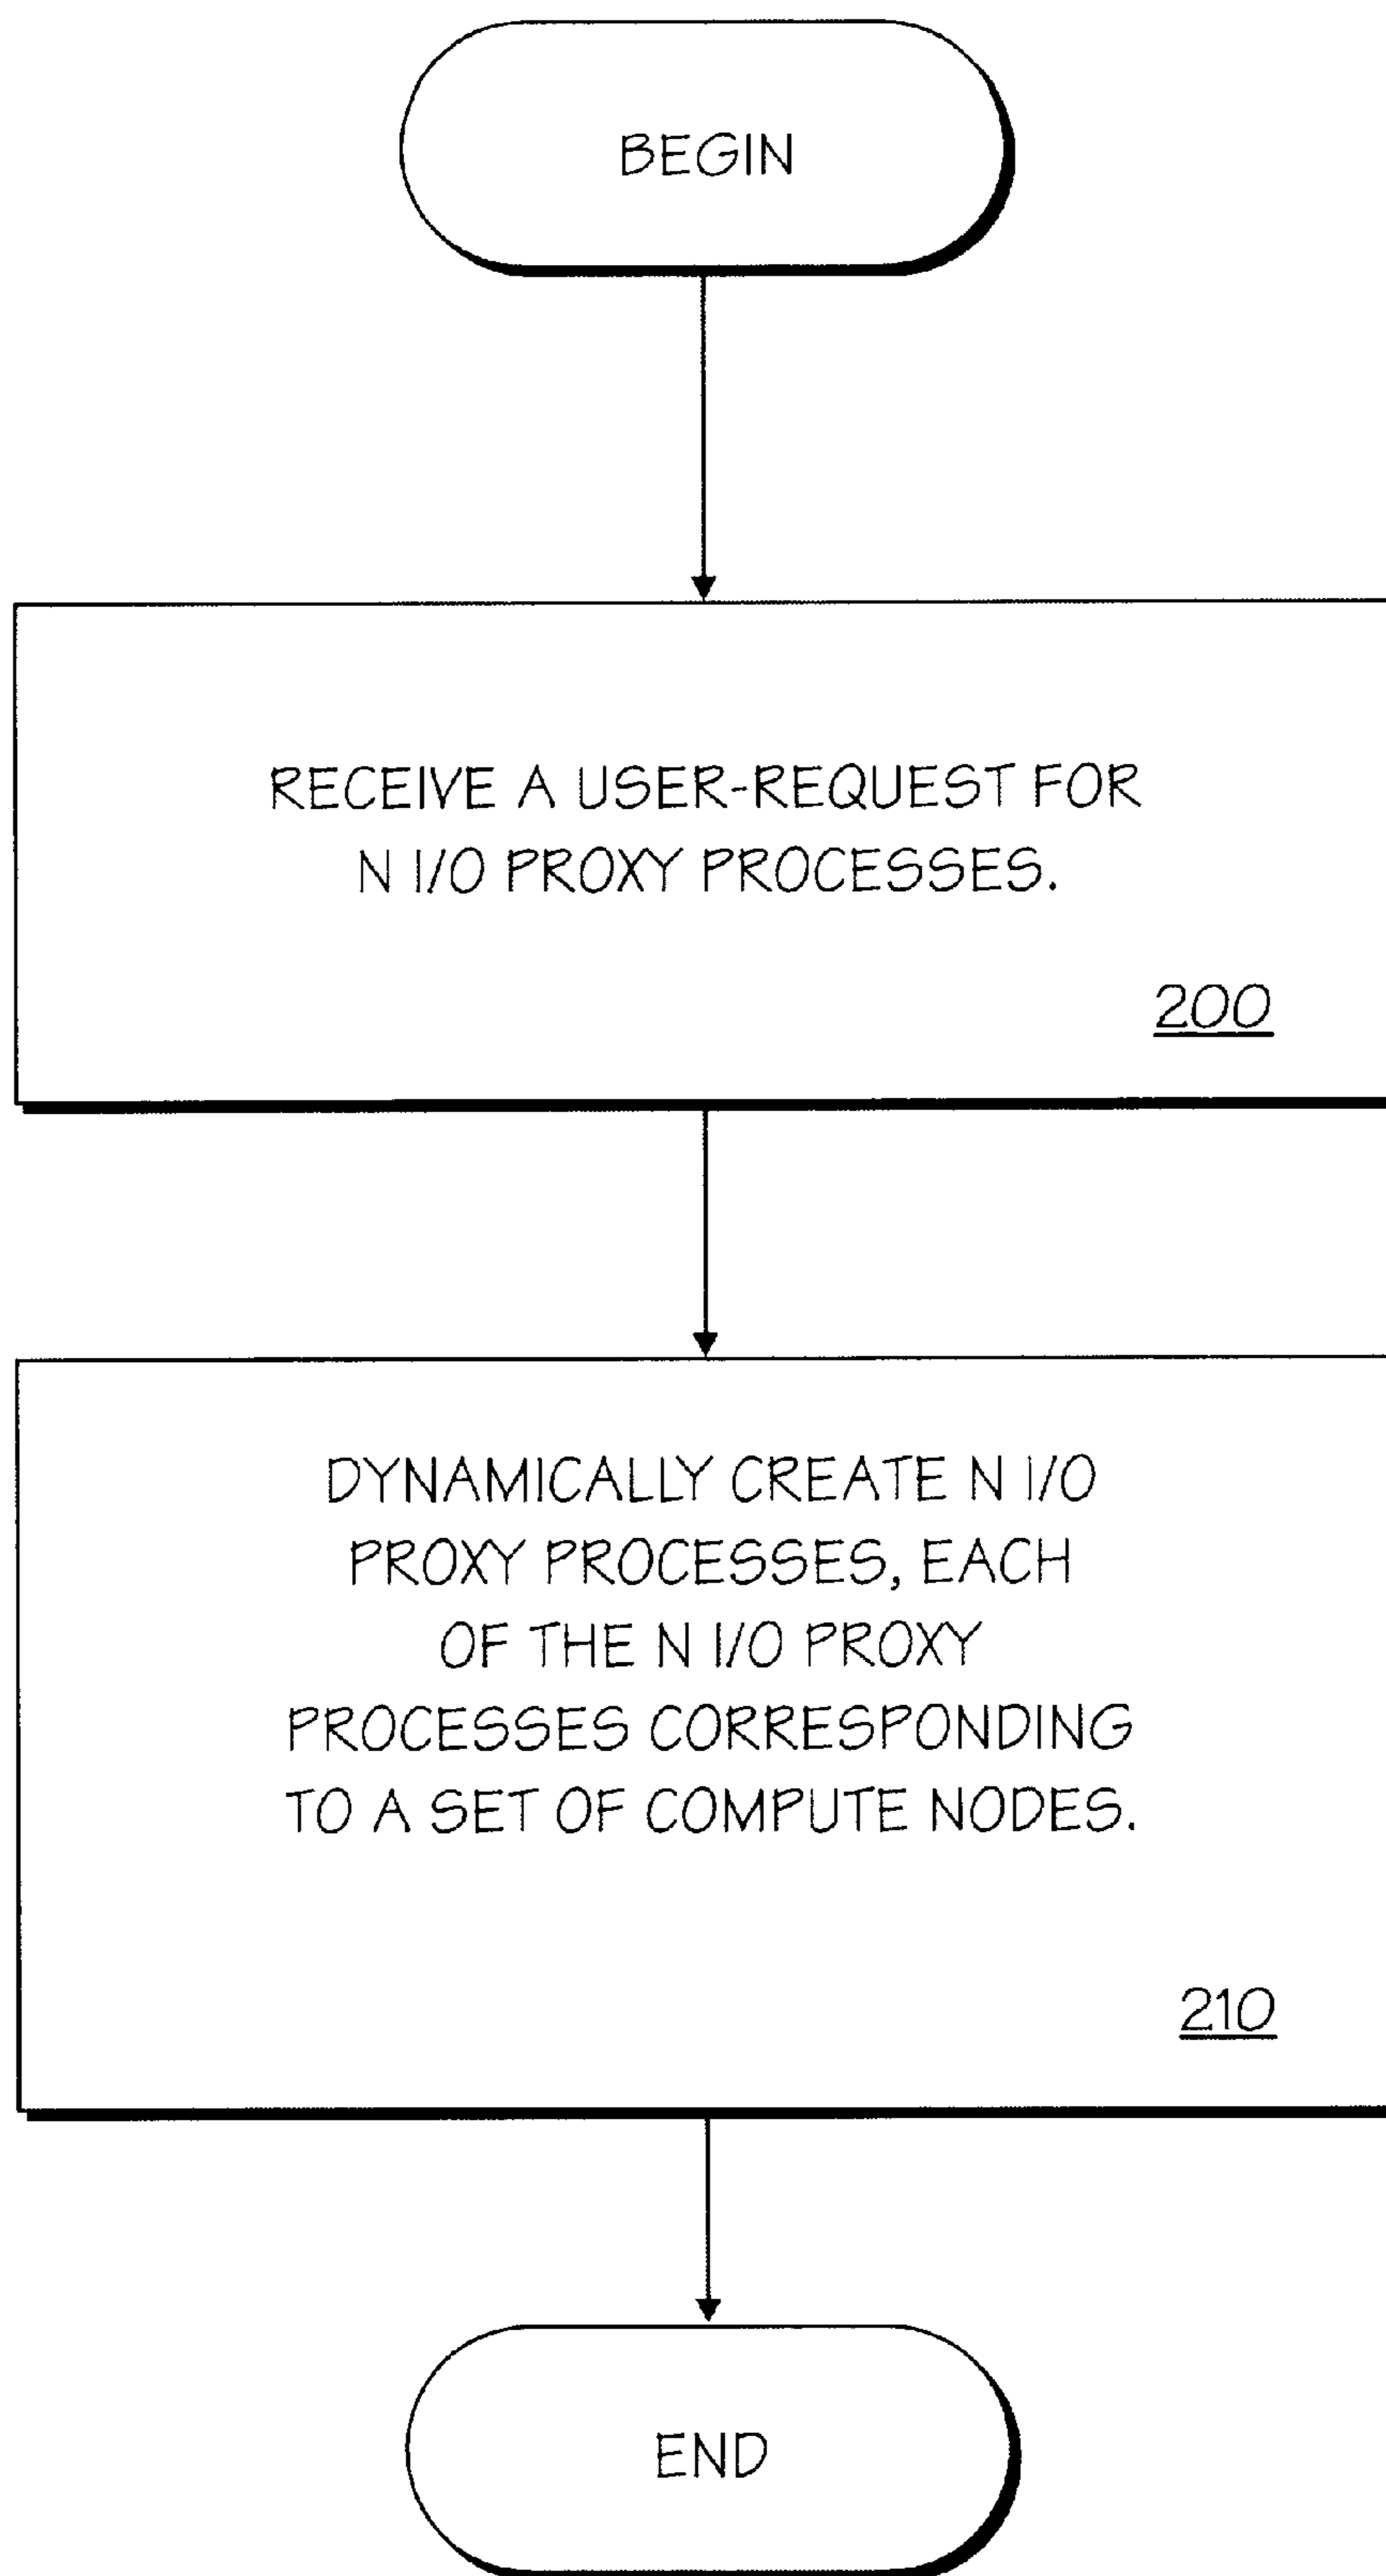 BEGIN
RECEIVE A USER-REQUEST FOR
N I/O PROXY PROCESSES.
200
DYNAMICALLY CREATE N I/O
PROXY PROCESSES, EACH
OF THE N I/O PROXY
PROCESSES CORRESPONDING
TO A SET OF COMPUTE NODES.
210
END